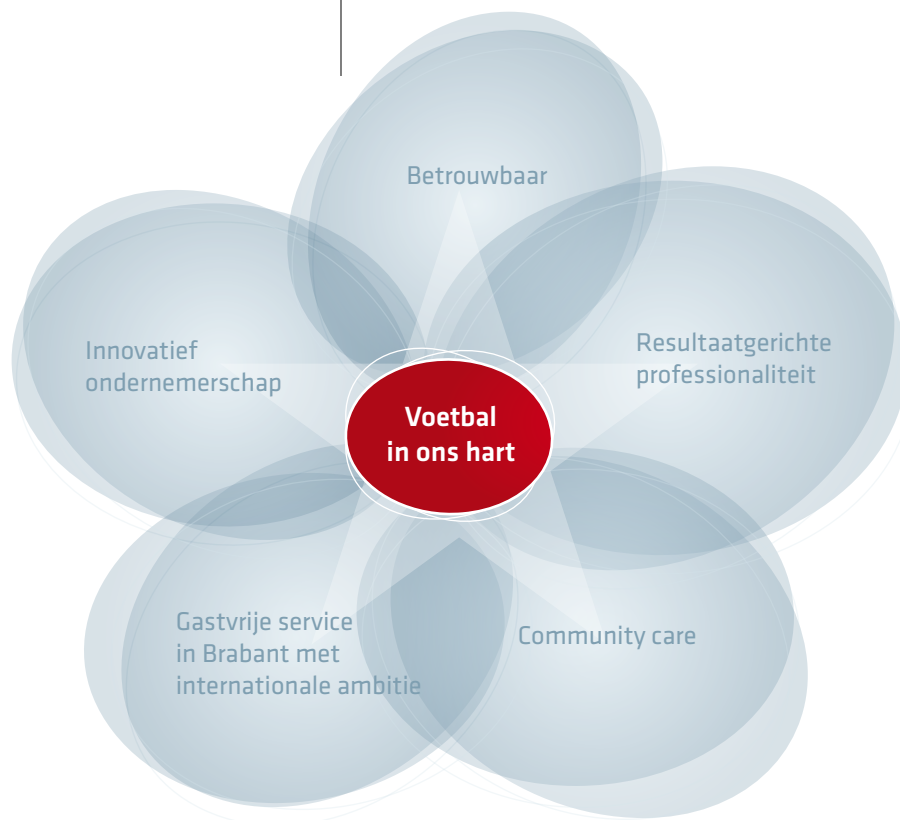 Betrouwbaar
Innovatief
ondernemerschap
Resultaatgerichte
professionaliteit
Voetbal
in ons hart
Gastvrije service
in Brabant met
internationale ambitie
Community care